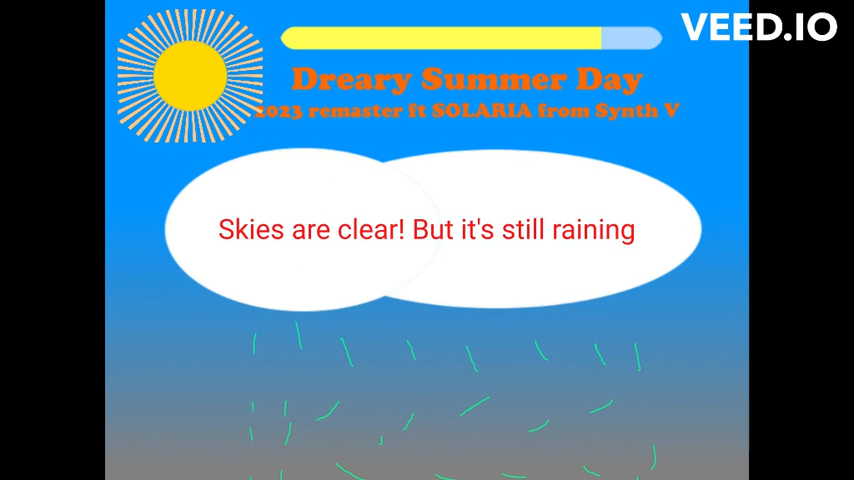 VEED.IO
Dreary Summer Day
2023 remaster ft SOLARIA from Synth V
Skies are clear! But it's still raining